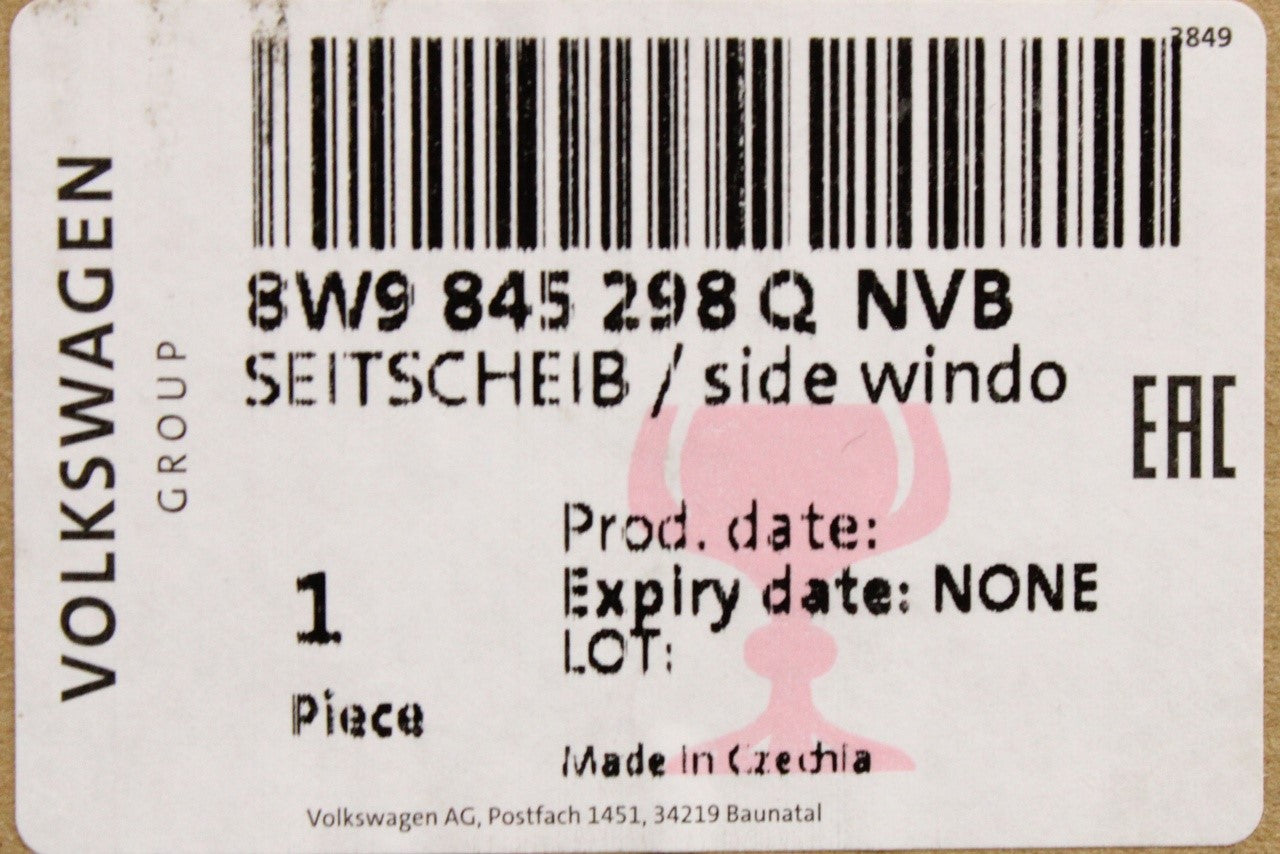 3849
8W9 845 298 Q NVB
SEITSCHEIB / side windo
EAC
VOLKSWAGEN
GROUP
Prod. date:
Expiry date: NONE
LOT:
1
Piece
Made in Czechia
Volkswagen AG, Postfach 1451, 34219 Baunatal